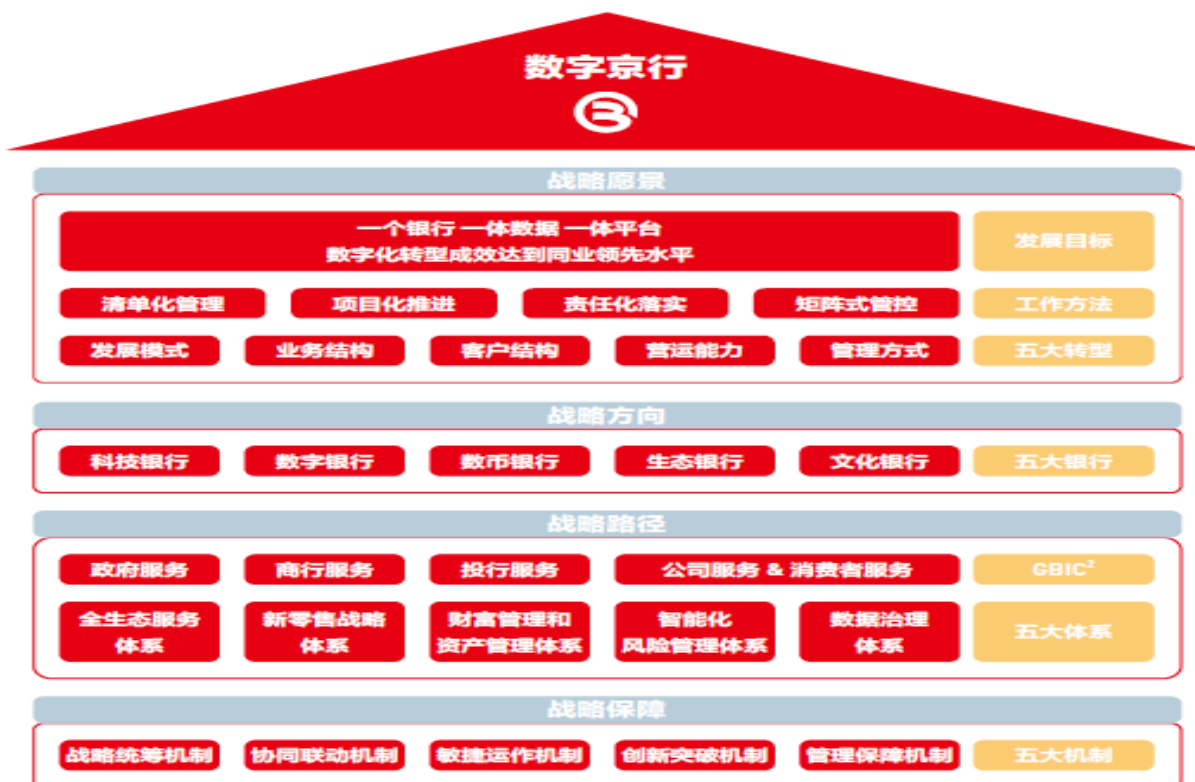 数字京行
战略愿景
一个银行 一体数据 一体平台
数字化转型成效达到同业领先水平
发展目标
清单化管理 项目化推进 责任化落实 矩阵式管控 工作方法
发展模式 业务结构 客户结构 营运能力 管理方式 五大转型
战略方向
科技银行 数字银行 数币银行 生态银行 文化银行 五大银行
战略路径
政府服务 商行服务 投行服务 公司服务 & 消费者服务 GBIC²
全生态服务 新零售战略 财富管理和 智能化 数据治理
体系 体系 资产管理体系 风险管理体系 体系
五大体系
战略保障
战略统筹机制 协同联动机制 敏捷运作机制 创新突破机制 管理保障机制 五大机制